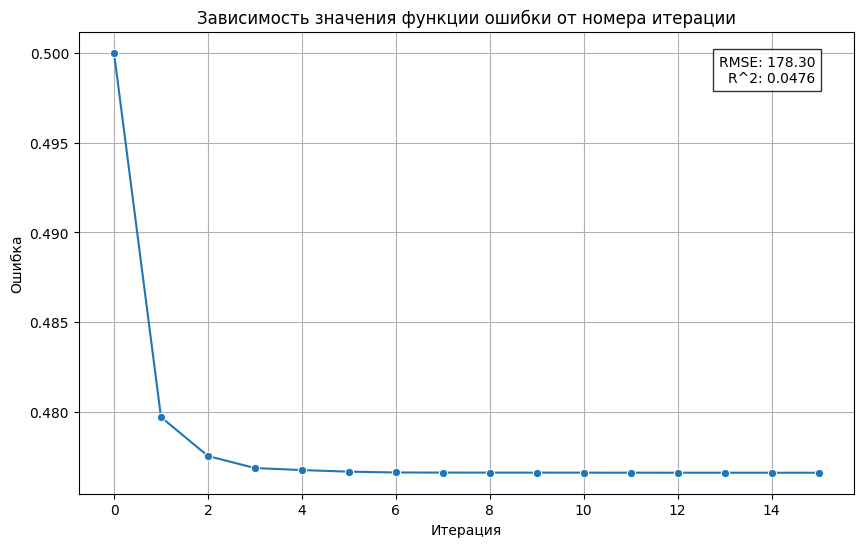 Зависимость значения функции ошибки от номера итерации
RMSE: 178.30
R^2: 0.0476
Ошибка
0.500
0.495
0.490
0.485
0.480
0 2 4 6 8 10 12 14
Итерация